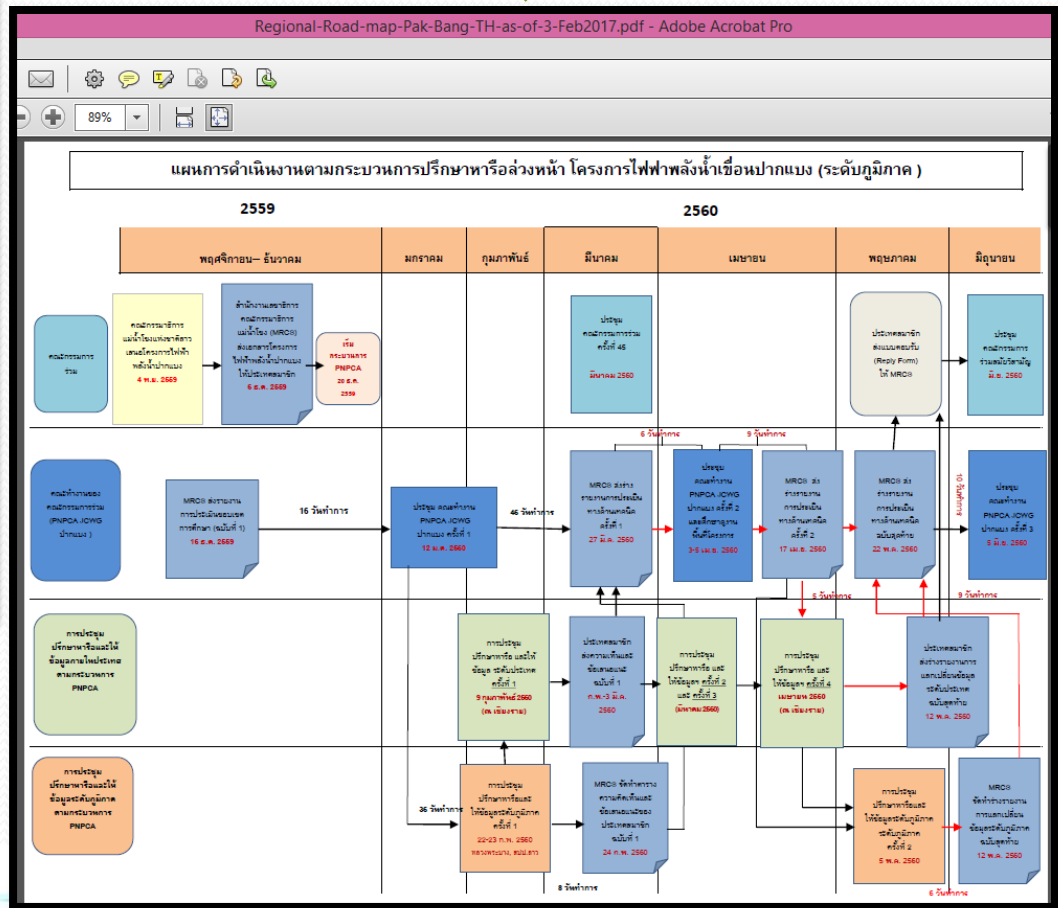 Regional-Road-map-Pak-Bang-TH-as-of-3-Feb2017.pdf - Adobe Acrobat Pro
89%
แผนการดำเนินงานตามกระบวนการปรึกษาหารือล่วงหน้า โครงการไฟฟ้าพลังน้ำเขื่อนปากแบง (ระดับภูมิภาค )
2559
2560
พฤศจิกายน– ธันวาคม
มกราคม
กุมภาพันธ์
มีนาคม
เมษายน
พฤษภาคม
มิถุนายน
คณะกรรมการ
ร่วม
คณะกรรมาธิการ
แม่น้ำโขงแห่งชาติลาว
เสนอโครงการไฟฟ้า
พลังน้ำปากแบง
4 พ.ย. 2559
สำนักงานเลขาธิการ
คณะกรรมาธิการ
แม่น้ำโขง (MRCS)
ส่งเอกสารโครงการ
ไฟฟ้าพลังน้ำปากแบง
ให้ประเทศสมาชิก
6 ธ.ค. 2559
เริ่ม
กระบวนการ
PNPCA
20 ธ.ค.
2559
ประชุม
คณะกรรมการร่วม
ครั้งที่ 45
มีนาคม 2560
ประเทศสมาชิก
ส่งแบบตอบรับ
(Reply Form)
ให้ MRCS
ประชุม
คณะกรรมการ
ร่วมสมัยวิสามัญ
มิ.ย. 2560
คณะทำงานของ
คณะกรรมการร่วม
(PNPCA JCWG
ปากแบง )
MRCS ส่งรายงาน
การประเมินขอบเขต
การศึกษา (ฉบับที่ 1)
16 ธ.ค. 2559
16 วันทำการ
ประชุม คณะทำงาน
PNPCA JCWG
ปากแบง ครั้งที่ 1
12 ม.ค. 2560
46 วันทำการ
MRCS ส่งร่าง
รายงานการประเมิน
ทางด้านเทคนิค
ครั้งที่ 1
27 มี.ค. 2560
6 วันทำการ
ประชุม
คณะทำงาน
PNPCA JCWG
ปากแบง ครั้งที่ 2
และศึกษาดูงาน
พื้นที่โครงการ
3-5 เม.ย. 2560
9 วันทำการ
MRCS ส่ง
ร่างรายงาน
การประเมิน
ทางด้านเทคนิค
ครั้งที่ 2
17 เม.ย. 2560
MRCS ส่ง
ร่างรายงาน
การประเมิน
ทางด้านเทคนิค
ฉบับสุดท้าย
22 พ.ค. 2560
10 วันทำการ
ประชุม
คณะทำงาน
PNPCA JCWG
ปากแบง ครั้งที่ 3
5 มิ.ย. 2560
5 วันทำการ
9 วันทำการ
การประชุม
ปรึกษาหารือและให้
ข้อมูลภายในประเทศ
ตามกระบวนการ
PNPCA
การประชุม
ปรึกษาหารือ และให้
ข้อมูล ระดับประเทศ
ครั้งที่ 1
9 กุมภาพันธ์ 2560
(ณ เชียงราย)
ประเทศสมาชิก
ส่งความเห็นและ
ข้อเสนอแนะ
ฉบับที่ 1
ก.พ.-3 มี.ค.
2560
การประชุม
ปรึกษาหารือ และ
ให้ข้อมูลฯ ครั้งที่ 2
และ ครั้งที่ 3
(มีนาคม 2560)
การประชุม
ปรึกษาหารือ และ
ให้ข้อมูลฯ ครั้งที่ 4
เมษายน 2560
(ณ เชียงราย)
ประเทศสมาชิก
ส่งร่างรายงานการ
แลกเปลี่ยนข้อมูล
ระดับประเทศ
ฉบับสุดท้าย
12 พ.ค. 2560
การประชุม
ปรึกษาหารือและให้
ข้อมูลระดับภูมิภาค
ตามกระบวนการ
PNPCA
36 วันทำการ
การประชุม
ปรึกษาหารือและ
ให้ข้อมูลระดับภูมิภาค
ครั้งที่ 1
22-23 ก.พ. 2560
หลวงพระบาง, สปป.ลาว
MRCS จัดทำตาราง
ความคิดเห็นและ
ข้อเสนอแนะของ
ประเทศสมาชิก
ฉบับที่ 1
24 ก.พ. 2560
8 วันทำการ
การประชุม
ปรึกษาหารือและ
ให้ข้อมูลระดับภูมิภาค
ระดับภูมิภาค
ครั้งที่ 2
5 พ.ค. 2560
MRCS
จัดทำร่างรายงาน
การแลกเปลี่ยน
ข้อมูลระดับภูมิภาค
ฉบับสุดท้าย
12 พ.ค. 2560
6 วันทำการ